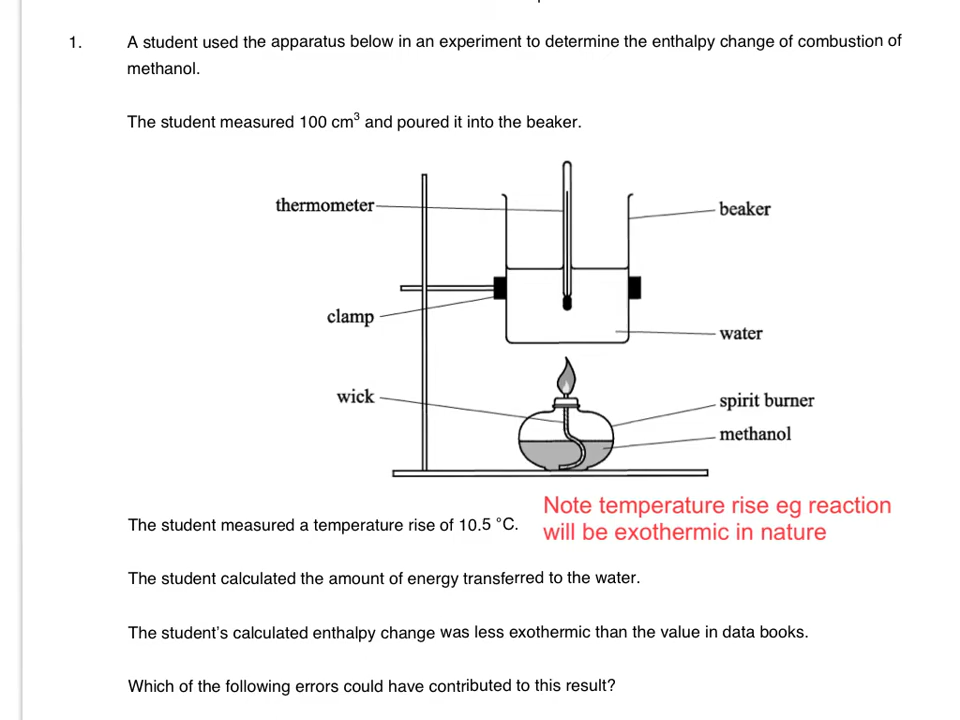 1. A student used the apparatus below in an experiment to determine the enthalpy change of combustion of
methanol.
The student measured 100 cm³ and poured it into the beaker.
thermometer
beaker
clamp
water
wick
spirit burner
methanol
Note temperature rise eg reaction
will be exothermic in nature
The student measured a temperature rise of 10.5 °C.
The student calculated the amount of energy transferred to the water.
The student's calculated enthalpy change was less exothermic than the value in data books.
Which of the following errors could have contributed to this result?